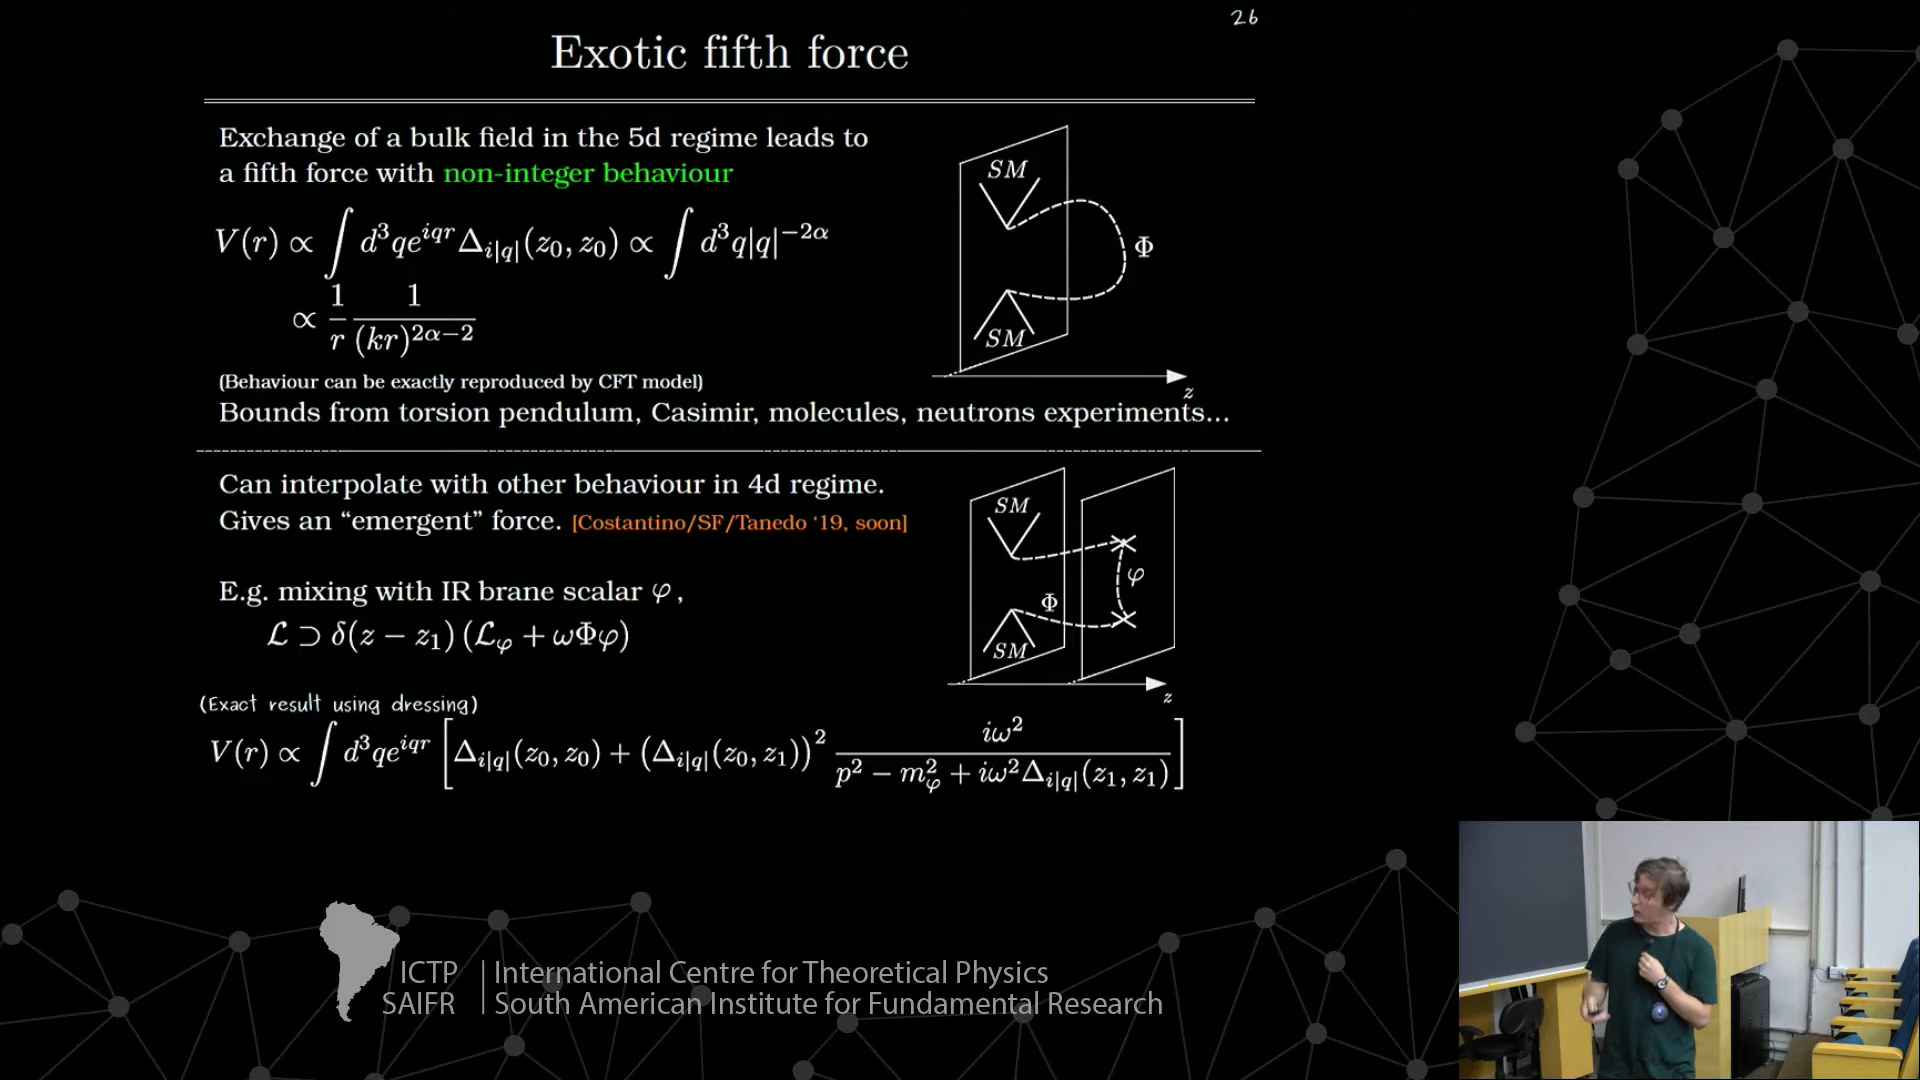 26
Exotic fifth force
Exchange of a bulk field in the 5d regime leads to
a fifth force with non-integer behaviour
V(r) ∝ ∫ d³qe^{iqr} Δ_{i|q|}(z₀, z₀) ∝ ∫ d³q|q|^{−2α}
∝ \frac{1}{r} \frac{1}{(kr)^{2α−2}}
SM
Φ
SM
z
(Behaviour can be exactly reproduced by CFT model)
Bounds from torsion pendulum, Casimir, molecules, neutrons experiments...
Can interpolate with other behaviour in 4d regime.
Gives an “emergent” force. [Costantino/SF/Tanedo ‘19, soon]
E.g. mixing with IR brane scalar φ,
ℒ ⊃ δ(z − z₁) (ℒ_φ + ωΦφ)
SM
φ
Φ
SM
z
(Exact result using dressing)
V(r) ∝ ∫ d³qe^{iqr} [Δ_{i|q|}(z₀, z₀) + (Δ_{i|q|}(z₀, z₁))² \frac{iω²}{p² − m²_φ + iω²Δ_{i|q|}(z₁, z₁)}]
ICTP
SAIFR
International Centre for Theoretical Physics
South American Institute for Fundamental Research